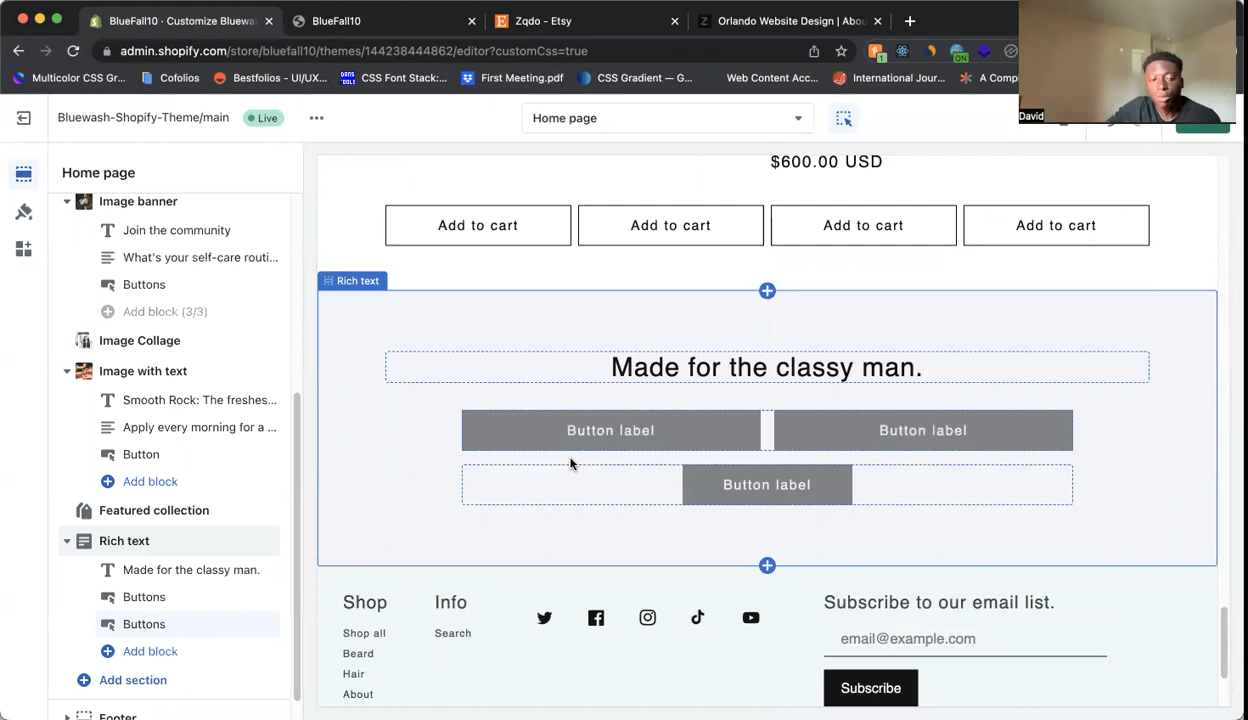 BlueFall10 · Customize Bluewas
BlueFall10
Zqdo - Etsy
Orlando Website Design | Abou
admin.shopify.com/store/bluefall10/themes/144238444862/editor?customCss=true
1
ON
Multicolor CSS Gr...
Cofolios
Bestfolios - UI/UX...
CSS Font Stack:...
First Meeting.pdf
CSS Gradient — G...
Web Content Acc...
International Jour...
A Compl
David
Bluewash-Shopify-Theme/main
Live
Home page
Home page
Image banner
Join the community
What's your self-care routi...
Buttons
Add block (3/3)
Image Collage
Image with text
Smooth Rock: The freshes...
Apply every morning for a ...
Button
Add block
Featured collection
Rich text
Made for the classy man.
Buttons
Buttons
Add block
Add section
Footer
$600.00 USD
Add to cart
Add to cart
Add to cart
Add to cart
Rich text
Made for the classy man.
Button label
Button label
Button label
Shop
Shop all
Beard
Hair
About
Info
Search
Subscribe to our email list.
email@example.com
Subscribe